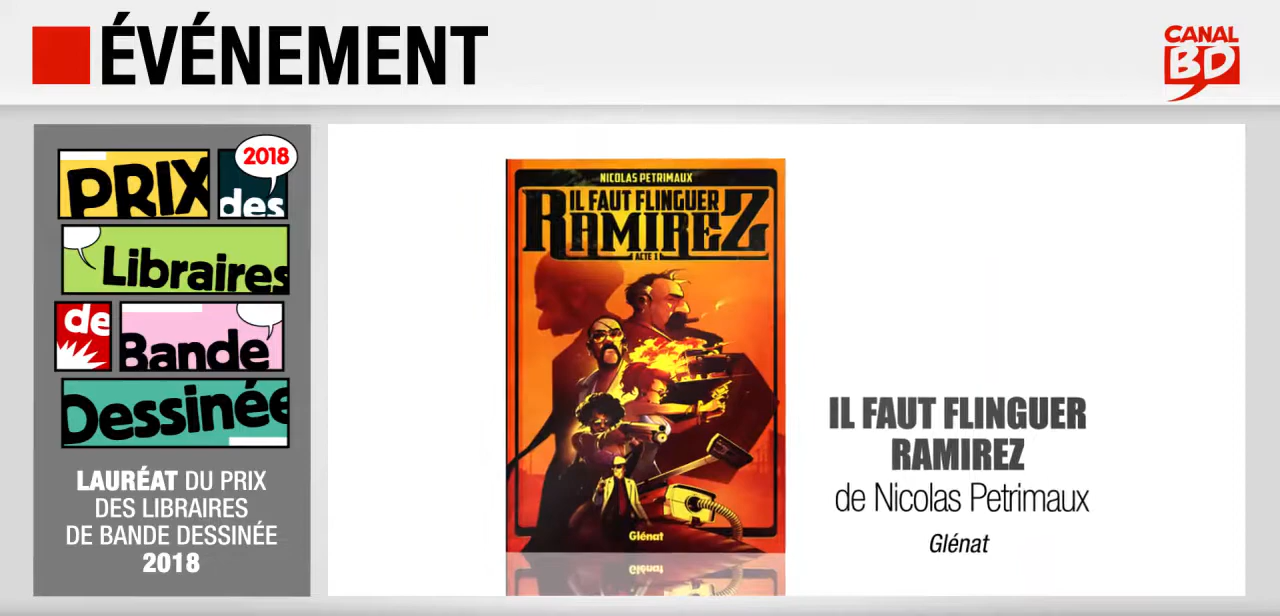 ÉVÉNEMENT
CANAL
BD
2018
PRIX
des
Libraires
de
Bande
Dessinée
LAURÉAT DU PRIX
DES LIBRAIRES
DE BANDE DESSINÉE
2018
NICOLAS PETRIMAUX
IL FAUT FLINGUER
RAMIREZ
ACTE 1
Glénat
Glénat
IL FAUT FLINGUER
RAMIREZ
de Nicolas Petrimaux
Glénat